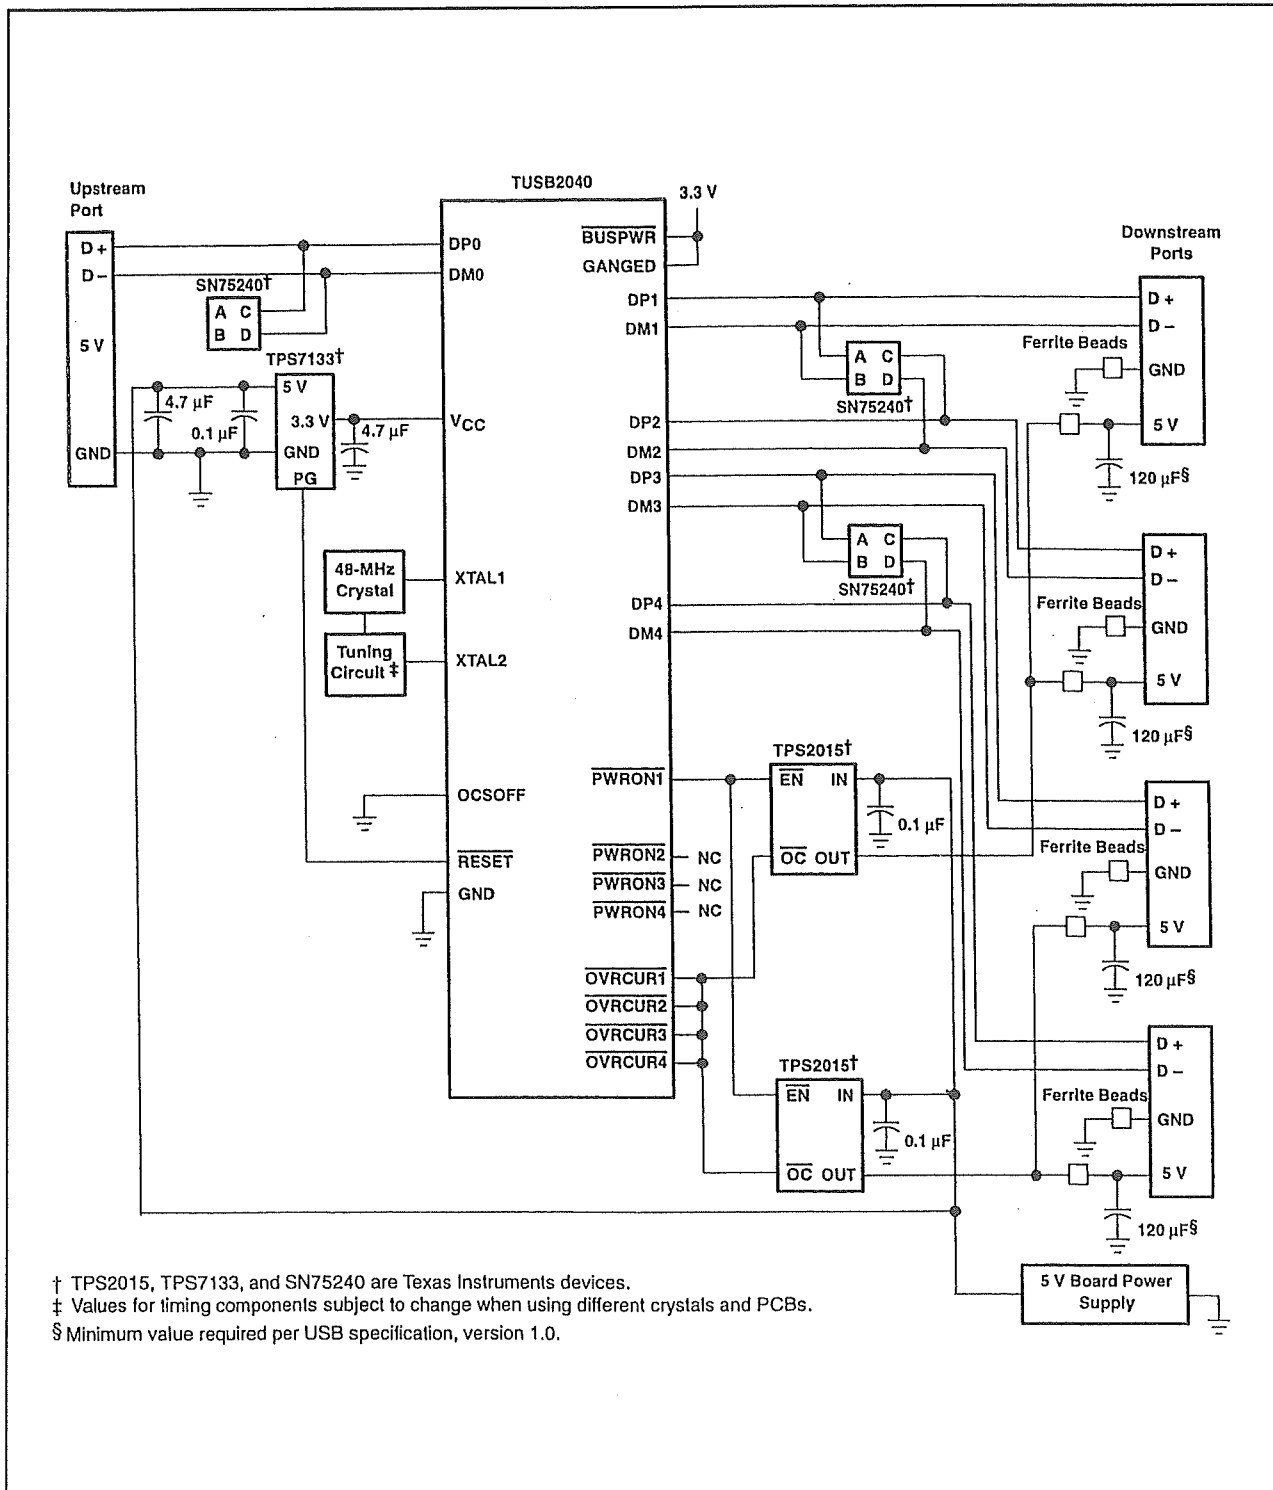 Upstream
Port
D +
D −
5 V
GND
SN75240†
A C
B D
TPS7133†
5 V
3.3 V
GND
PG
4.7 µF
0.1 µF
4.7 µF
48-MHz
Crystal
Tuning
Circuit ‡
TUSB2040
DP0
DM0
VCC
XTAL1
XTAL2
OCSOFF
RESET
GND
BUSPWR
GANGED
DP1
DM1
DP2
DM2
DP3
DM3
DP4
DM4
PWRON1
PWRON2
PWRON3
PWRON4
OVRCUR1
OVRCUR2
OVRCUR3
OVRCUR4
3.3 V
NC
NC
NC
A C
B D
SN75240†
A C
B D
SN75240†
TPS2015†
EN IN
OC OUT
0.1 µF
TPS2015†
EN IN
OC OUT
0.1 µF
Downstream
Ports
D +
D −
Ferrite Beads
GND
5 V
120 µF§
D +
D −
Ferrite Beads
GND
5 V
120 µF§
D +
D −
Ferrite Beads
GND
5 V
120 µF§
D +
D −
Ferrite Beads
GND
5 V
120 µF§
5 V Board Power
Supply
† TPS2015, TPS7133, and SN75240 are Texas Instruments devices.
‡ Values for timing components subject to change when using different crystals and PCBs.
§ Minimum value required per USB specification, version 1.0.